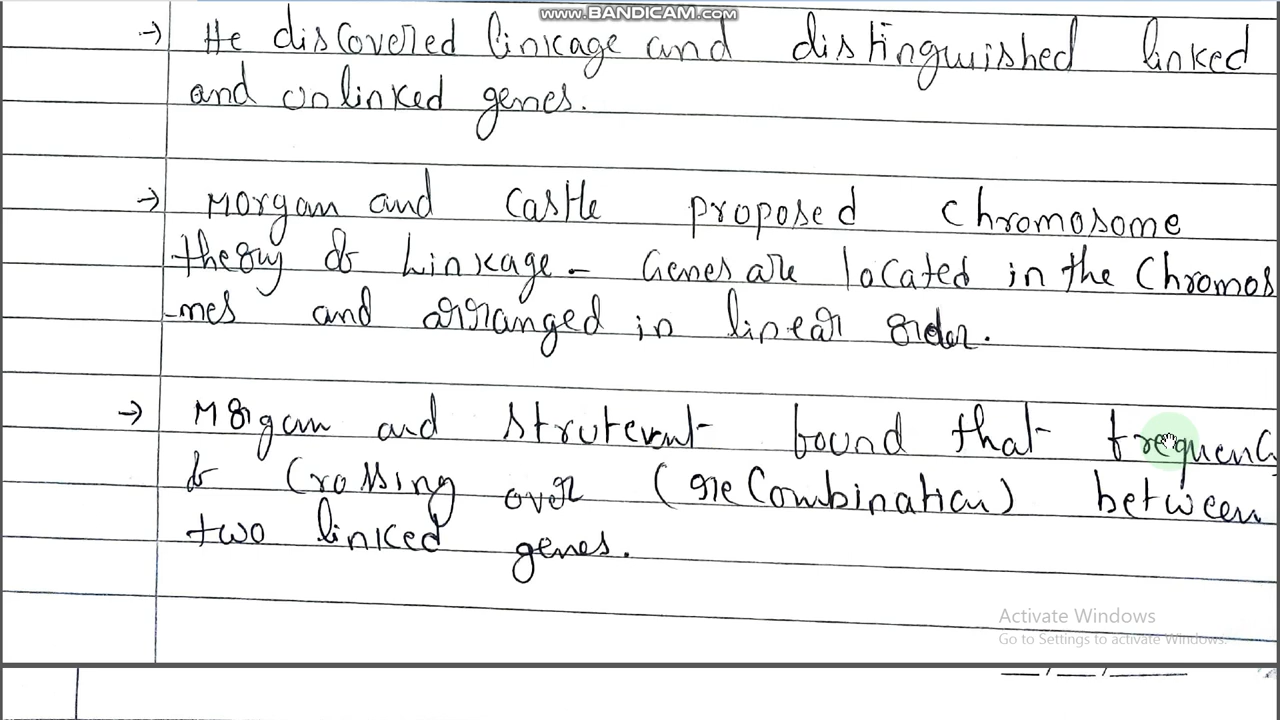 www.BANDICAM.com
→ He discovered linkage and distinguished linked
and unlinked genes.
→ Morgan and Castle proposed Chromosome
theory of Linkage - Genes are located in the Chromos
-mes and arranged in linear order.
→ Morgan and Strutevant found that frequenc
of Crossing over (reCombination) between
two linked genes.
Activate Windows
Go to Settings to activate Windows.